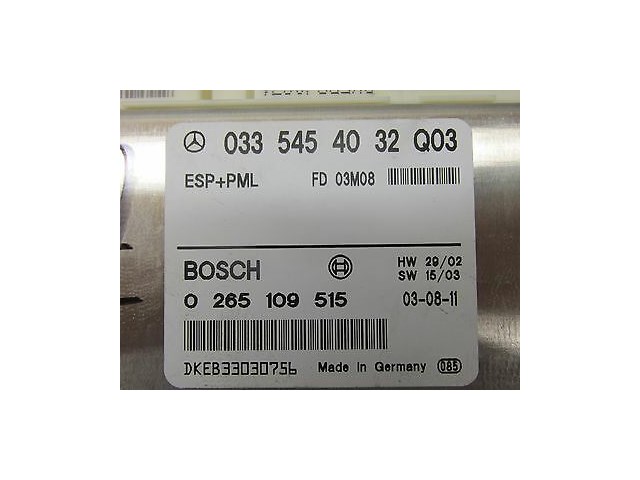 033 545 40 32 Q03
ESP+PML FD 03M08
BOSCH HW 29/02
SW 15/03
0 265 109 515 03-08-11
DKEB33030756 Made in Germany 085